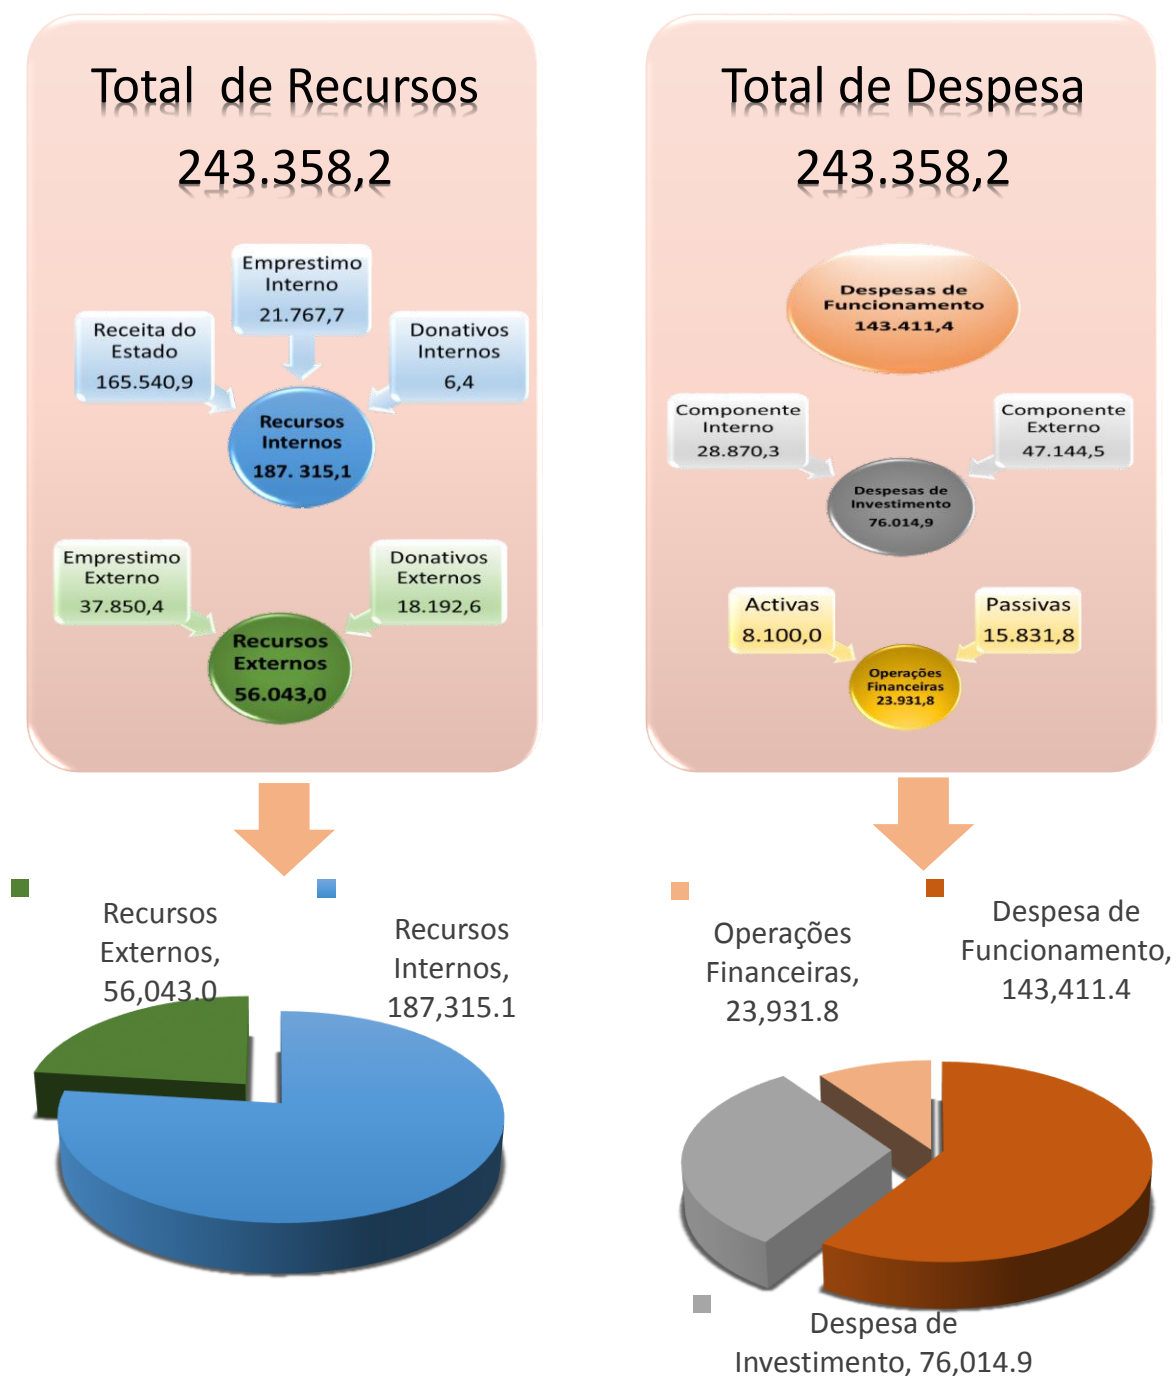 Total de Recursos
243.358,2
Emprestimo
Interno
21.767,7
Receita do
Estado
165.540,9
Donativos
Internos
6,4
Recursos
Internos
187. 315,1
Emprestimo
Externo
37.850,4
Donativos
Externos
18.192,6
Recursos
Externos
56.043,0
Total de Despesa
243.358,2
Despesas de
Funcionamento
143.411,4
Componente
Interno
28.870,3
Componente
Externo
47.144,5
Despesas de
Investimento
76.014,9
Activas
8.100,0
Passivas
15.831,8
Operações
Financeiras
23.931,8
Recursos
Externos,
56,043.0
Recursos
Internos,
187,315.1
Operações
Financeiras,
23,931.8
Despesa de
Funcionamento,
143,411.4
Despesa de
Investimento, 76,014.9